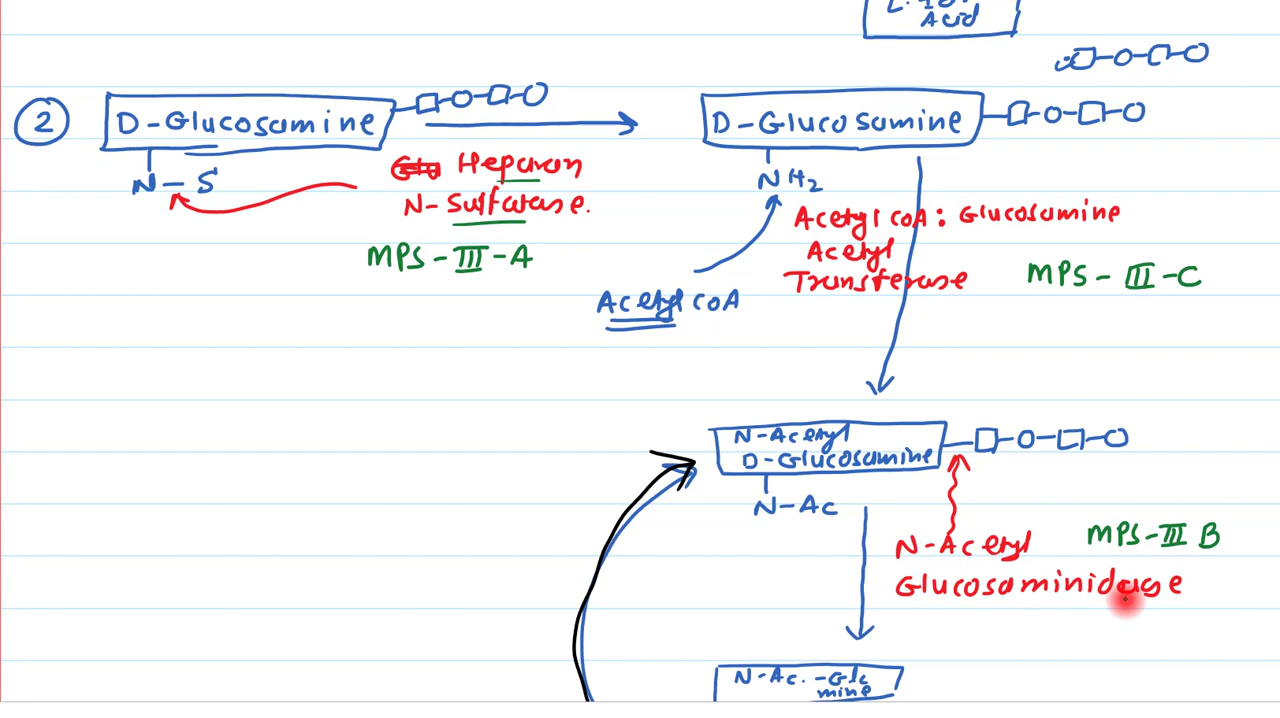 Acid
2
D-Glucosamine
N-S
Heparan
N-Sulfatase.
MPS-III-A
D-Glucosamine
NH2
Acetyl coA
Acetyl coA: Glucosamine
Acetyl
Transferase
MPS-III-C
N-Acetyl
D-Glucosamine
N-Ac
N-Acetyl
Glucosaminidase
MPS-III B
N-Ac. -Glc
mine